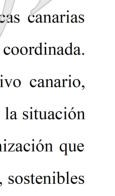 cas canarias
coordinada.
ivo canario,
la situación
nización que
, sostenibles